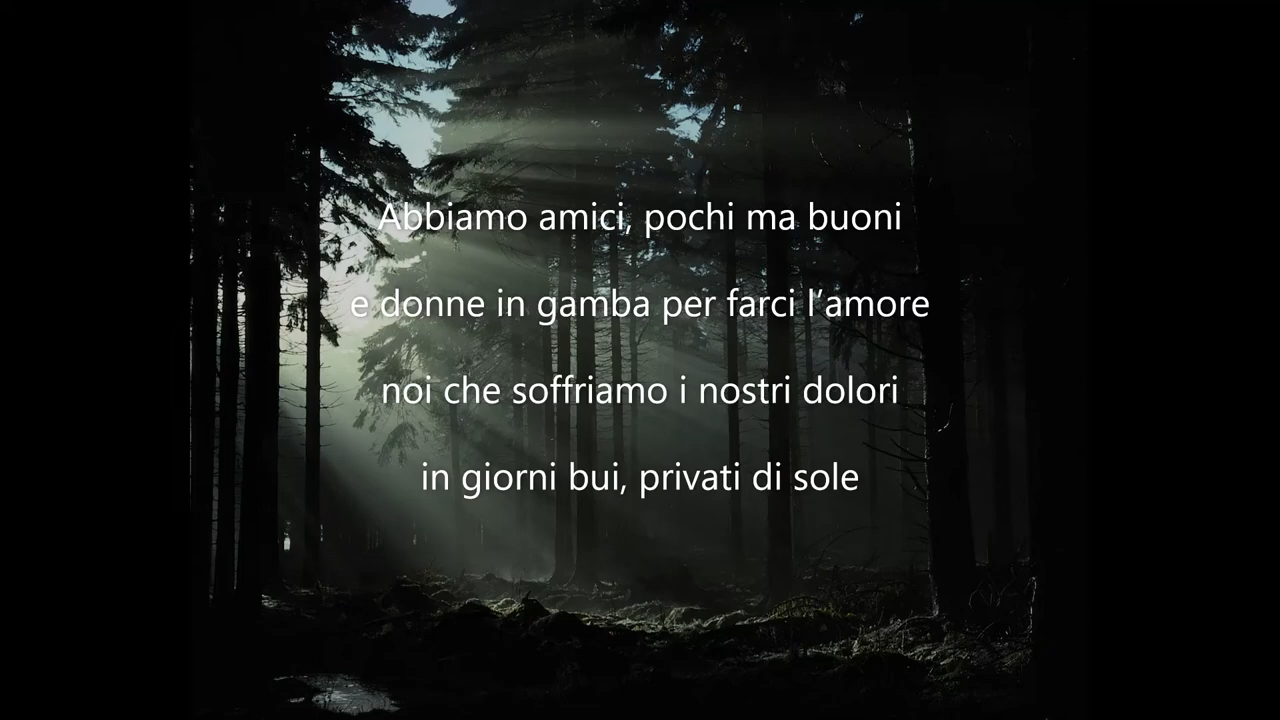 Abbiamo amici, pochi ma buoni
e donne in gamba per farci l’amore
noi che soffriamo i nostri dolori
in giorni bui, privati di sole